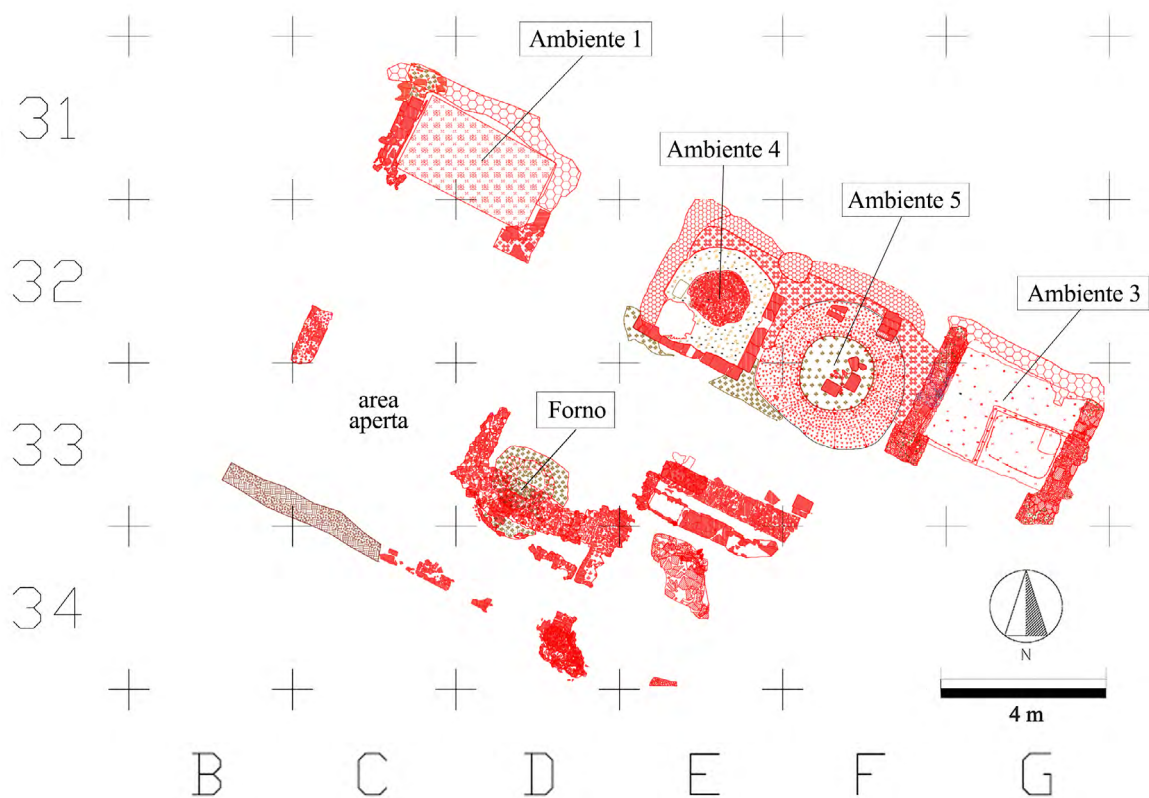 Ambiente 1
31
Ambiente 4
Ambiente 5
32
Ambiente 3
area
aperta
Forno
33
34
N
4 m
B C D E F G